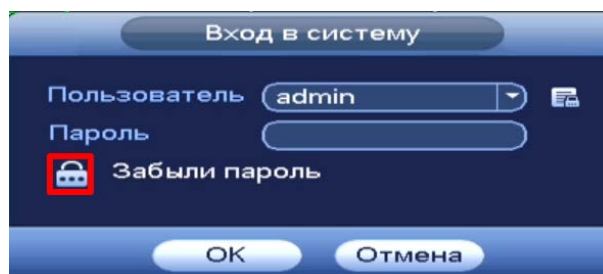 Вход в систему
Пользователь admin
Пароль
Забыли пароль
OK Отмена